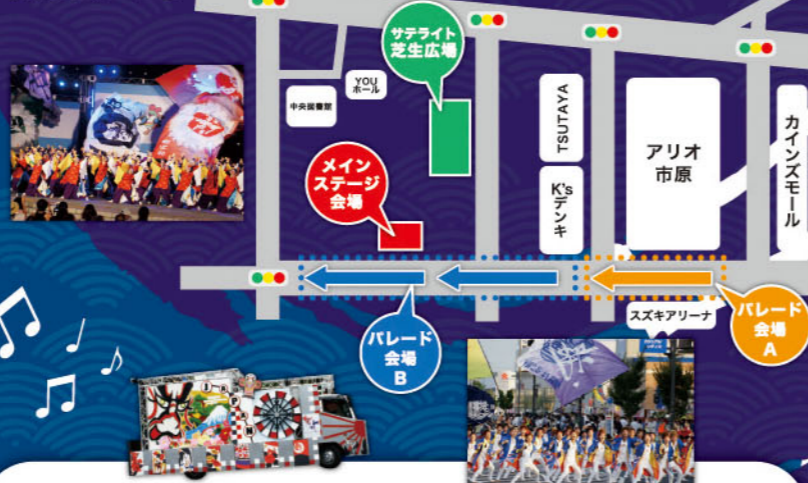 サテライト
芝生広場
YOU
ホール
中央図書館
TSUTAYA
K'sデンキ
アリオ
市原
カインズモール
メイン
ステージ
会場
スズキアリーナ
パレード
会場
A
パレード
会場
B